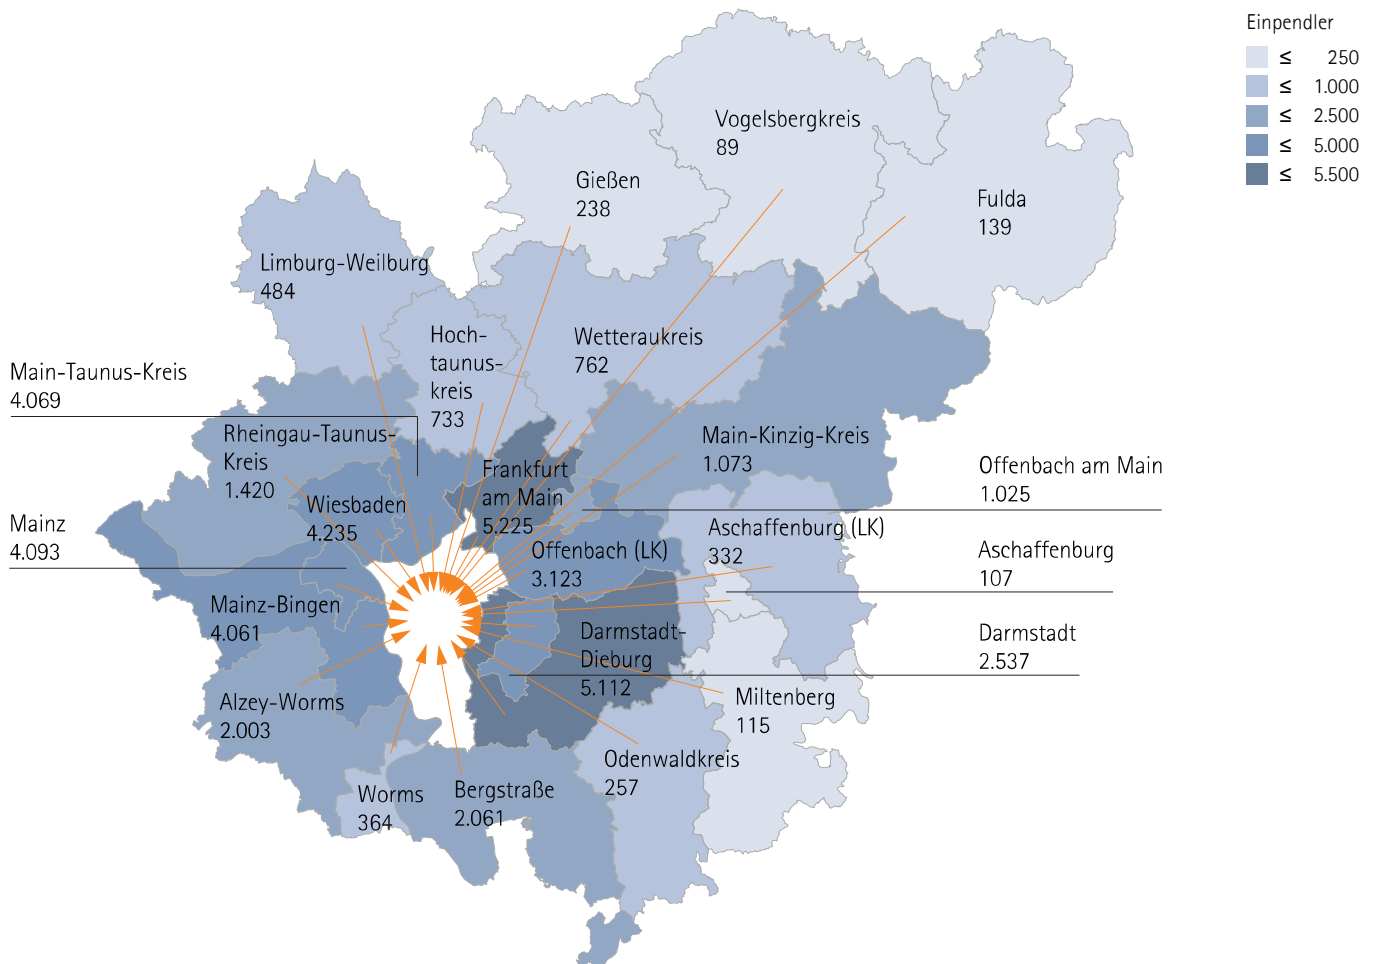 Einpendler
≤ 250
≤ 1.000
≤ 2.500
≤ 5.000
≤ 5.500
Vogelsbergkreis
89
Gießen
238
Fulda
139
Limburg-Weilburg
484
Hoch-
taunus-
kreis
733
Wetteraukreis
762
Main-Taunus-Kreis
4.069
Rheingau-Taunus-
Kreis
1.420
Main-Kinzig-Kreis
1.073
Frankfurt
am Main
5.225
Offenbach am Main
1.025
Wiesbaden
4.235
Mainz
4.093
Offenbach (LK)
3.123
Aschaffenburg (LK)
332
Aschaffenburg
107
Mainz-Bingen
4.061
Darmstadt-
Dieburg
5.112
Darmstadt
2.537
Alzey-Worms
2.003
Miltenberg
115
Odenwaldkreis
257
Worms
364
Bergstraße
2.061